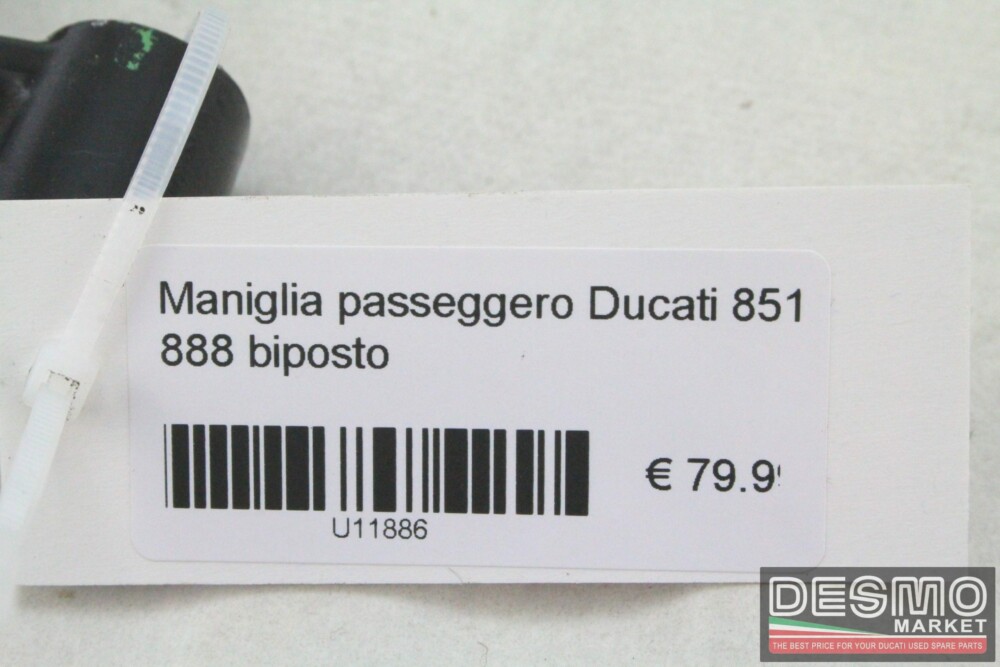 Maniglia passeggero Ducati 851
888 biposto
€ 79.9
U11886
DESMO
MARKET
THE BEST PRICE FOR YOUR DUCATI USED SPARE PARTS